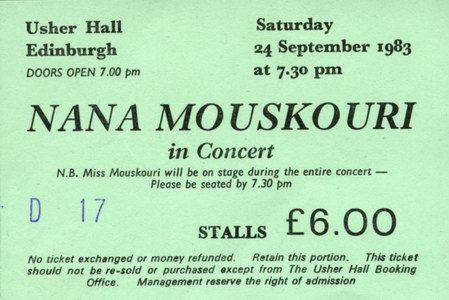 Usher Hall
Edinburgh
DOORS OPEN 7.00 pm
Saturday
24 September 1983
at 7.30 pm
NANA MOUSKOURI
in Concert
N.B. Miss Mouskouri will be on stage during the entire concert —
Please be seated by 7.30 pm
D 17
STALLS £6.00
No ticket exchanged or money refunded. Retain this portion. This ticket
should not be re-sold or purchased except from The Usher Hall Booking
Office. Management reserve the right of admission